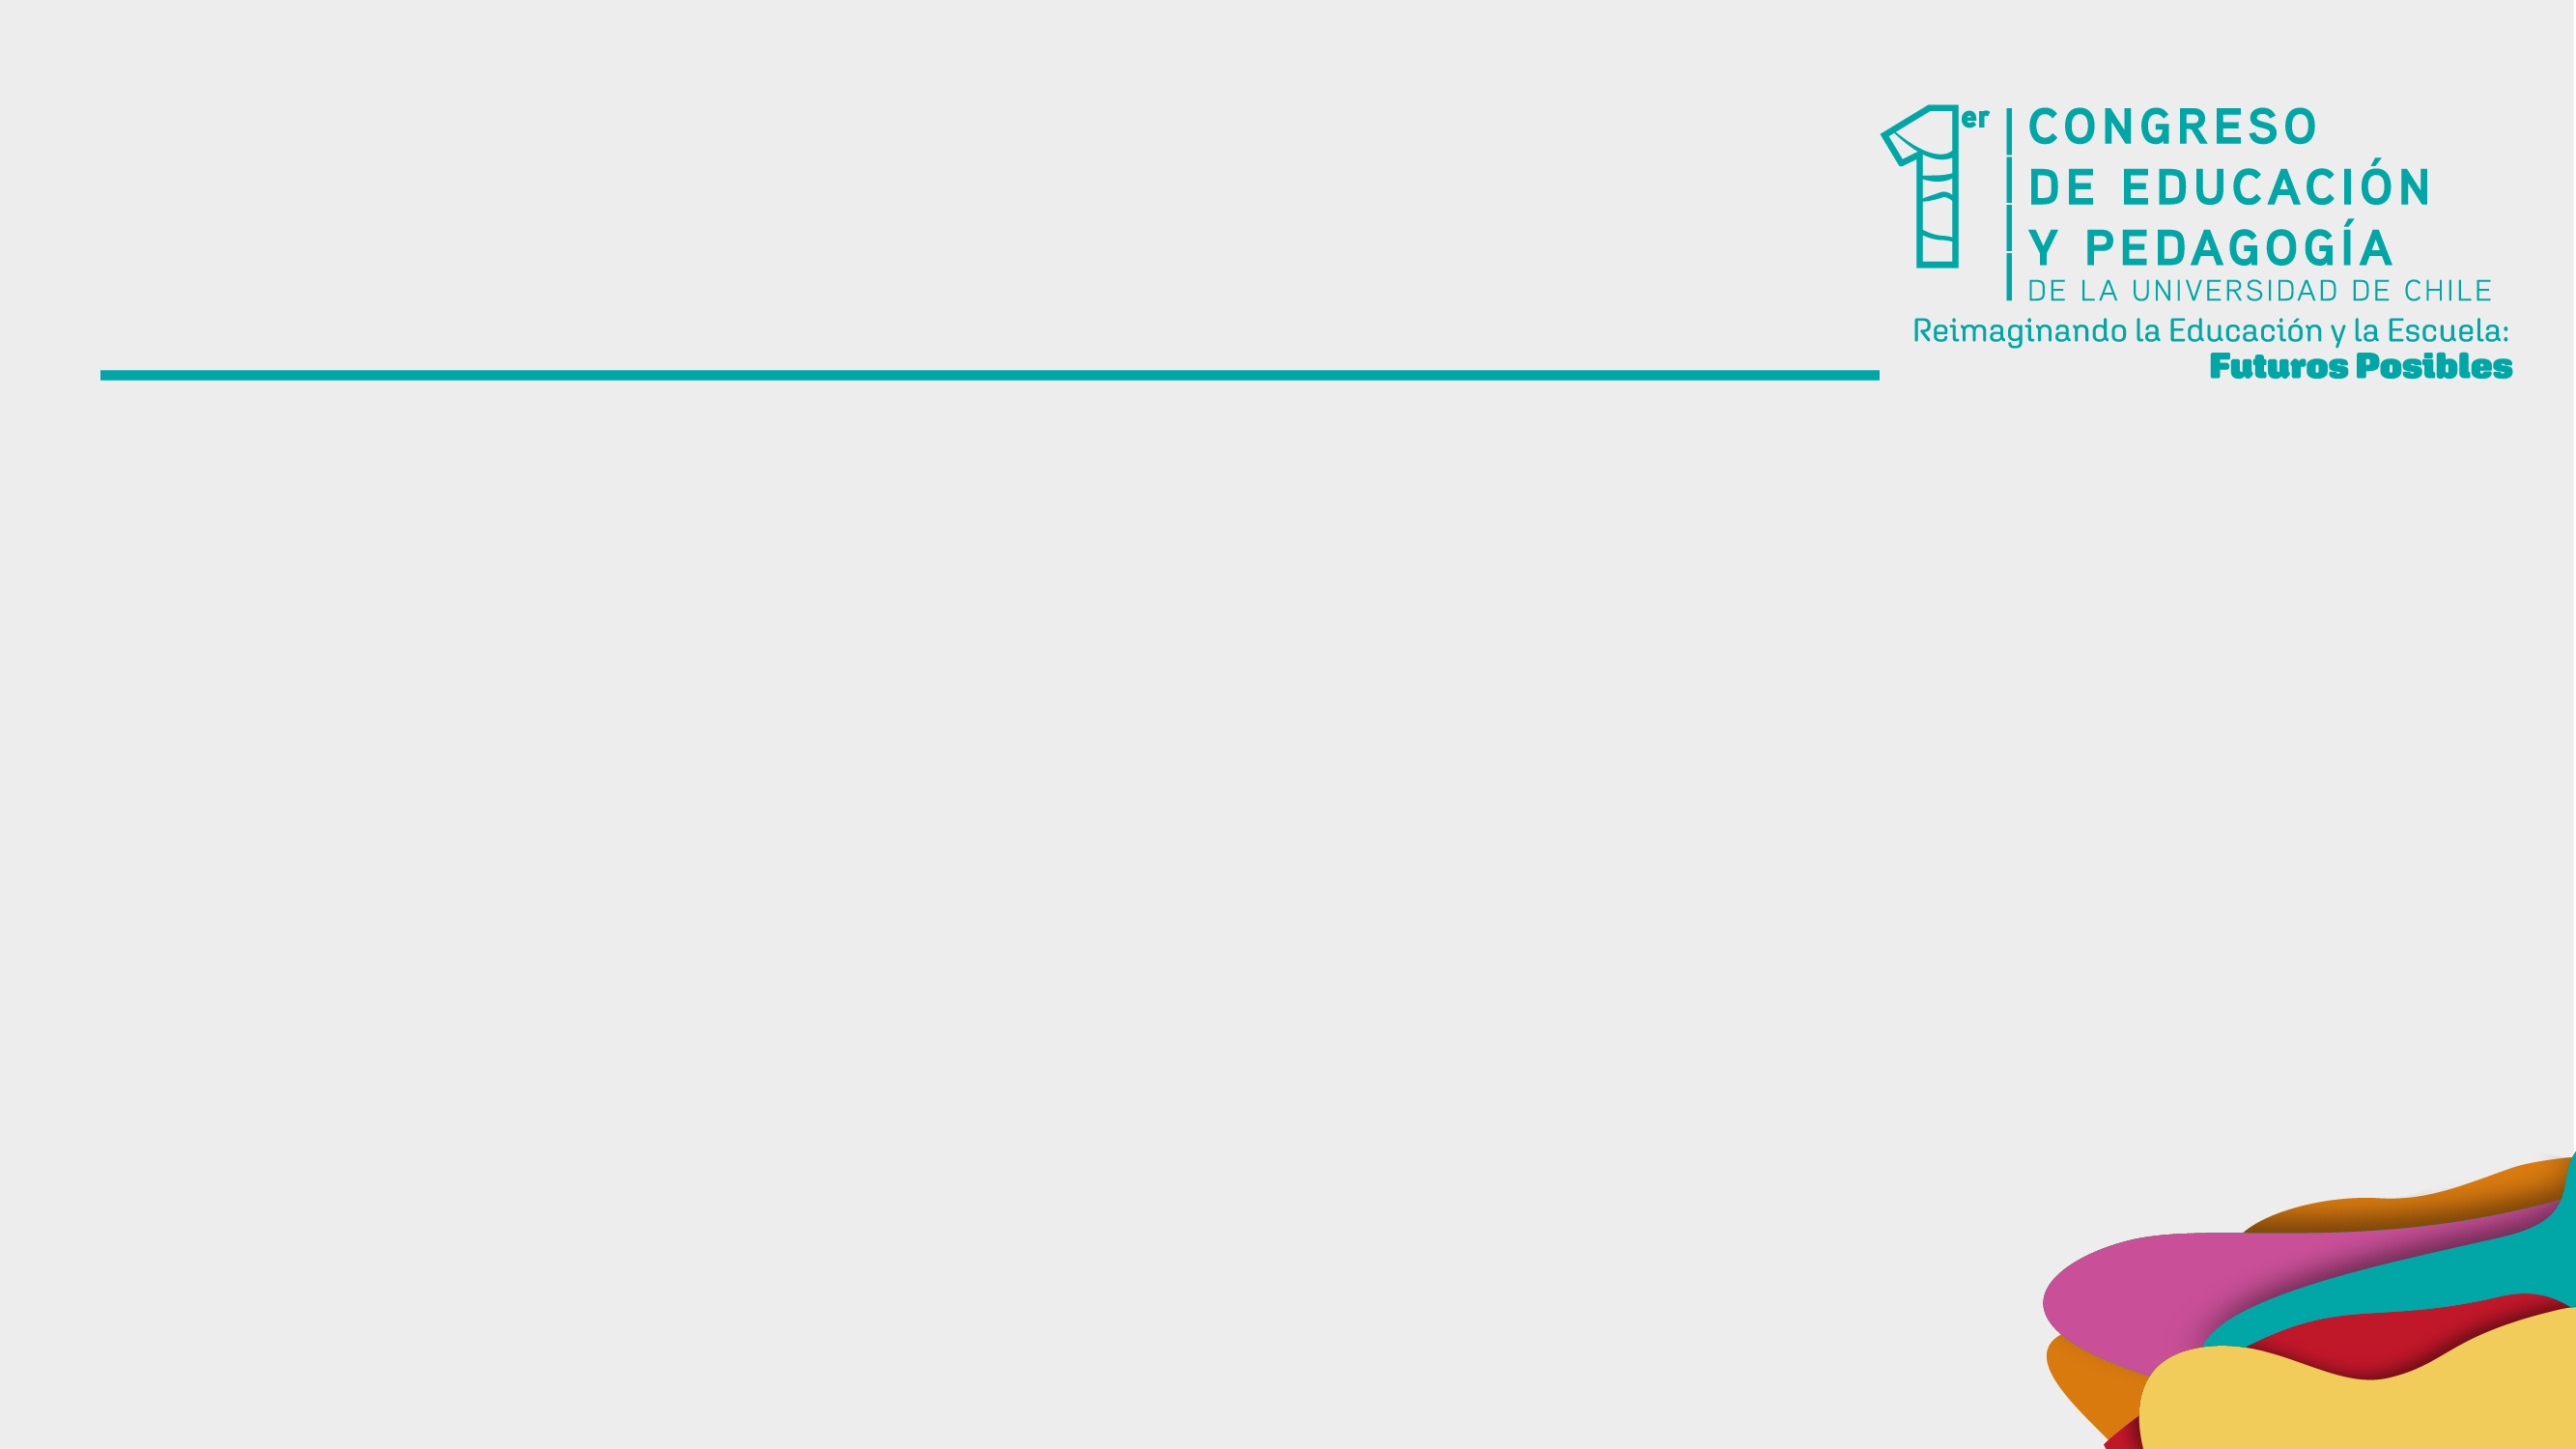 1er
CONGRESO
DE EDUCACIÓN
Y PEDAGOGÍA
DE LA UNIVERSIDAD DE CHILE
Reimaginando la Educación y la Escuela:
Futuros Posibles